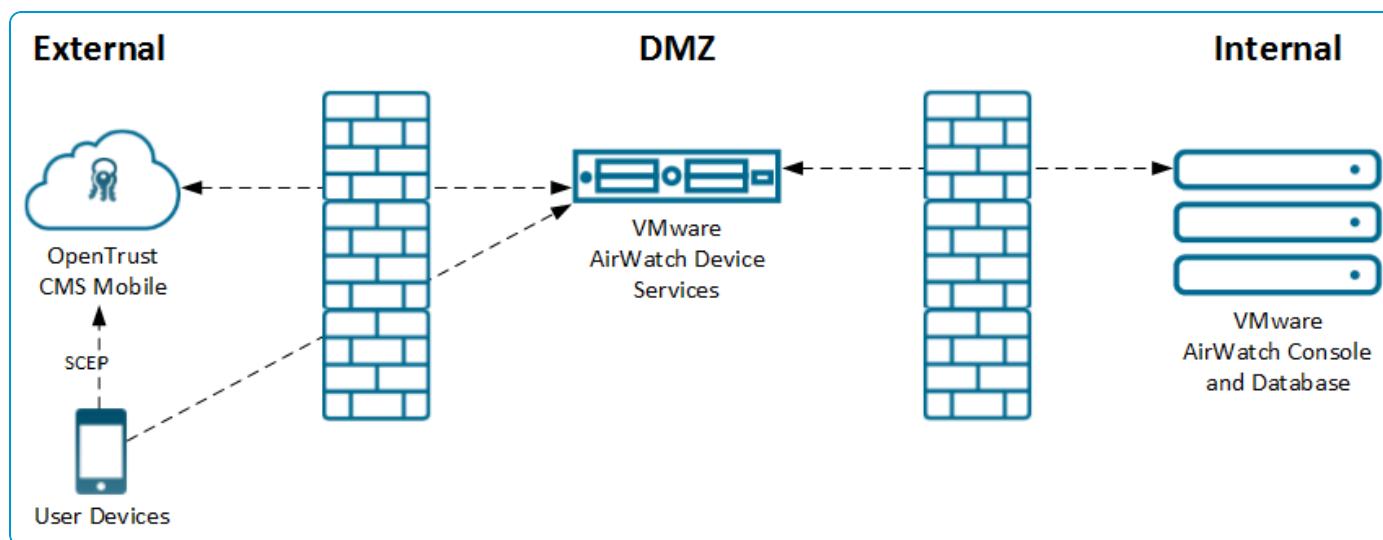 External
DMZ
Internal
OpenTrust
CMS Mobile
VMware
AirWatch Device
Services
VMware
AirWatch Console
and Database
SCEP
User Devices